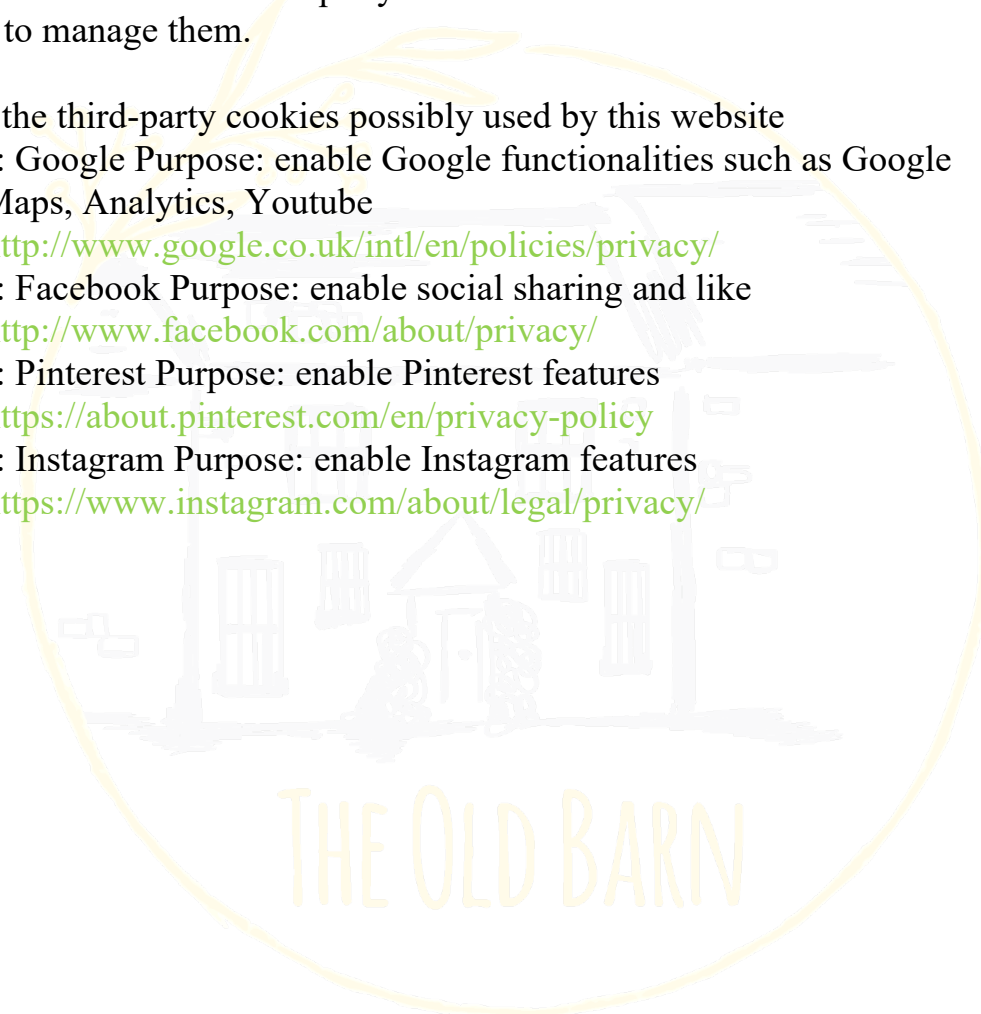 to manage them.
the third-party cookies possibly used by this website
: Google Purpose: enable Google functionalities such as Google
Maps, Analytics, Youtube
ttp://www.google.co.uk/intl/en/policies/privacy/
: Facebook Purpose: enable social sharing and like
ttp://www.facebook.com/about/privacy/
: Pinterest Purpose: enable Pinterest features
ttps://about.pinterest.com/en/privacy-policy
: Instagram Purpose: enable Instagram features
ttps://www.instagram.com/about/legal/privacy/
THE OLD BARN